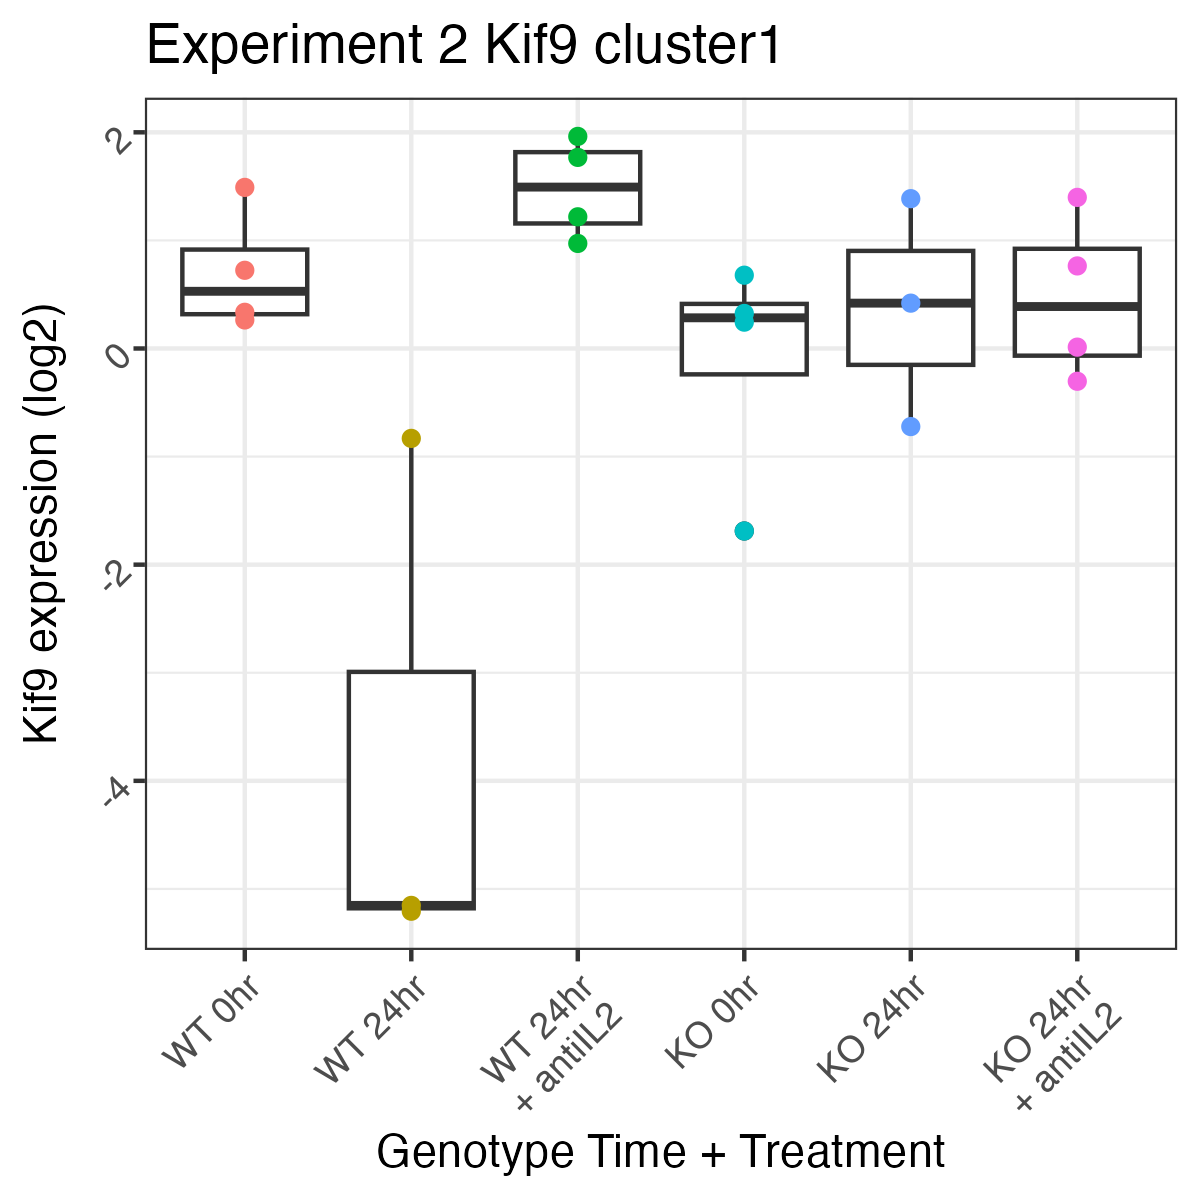 Experiment 2 Kif9 cluster1
Kif9 expression (log2)
2
0
-2
-4
WT 0hr
WT 24hr
WT 24hr
+ antiIL2
KO 0hr
KO 24hr
KO 24hr
+ antiIL2
Genotype Time + Treatment